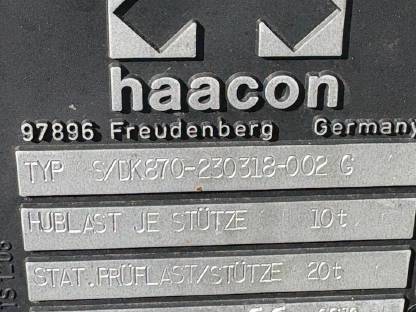 haacon
97896 Freudenberg Germany
TYP S/DK870-230318-002 G
HUBLAST JE STÜTZE 10t
STAT.PRÜFLAST/STÜTZE 20t